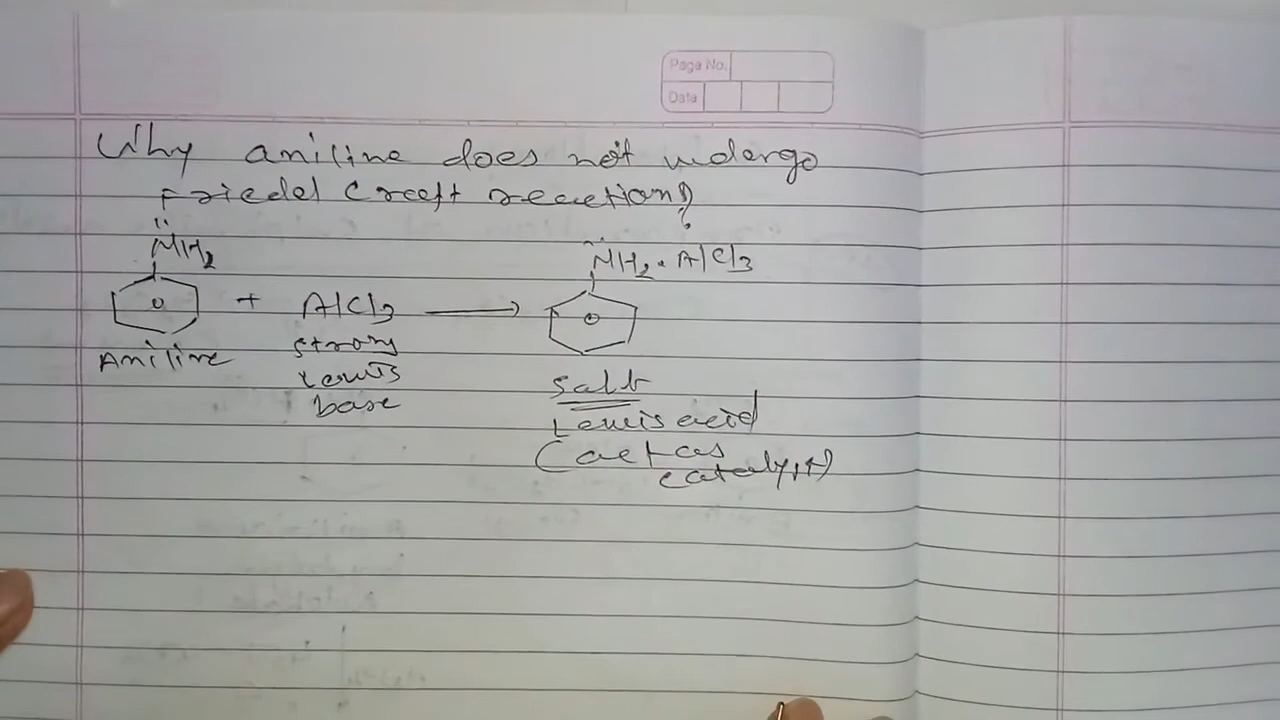 Page No.
Date
Why aniline does not undergo
Friedel Craft reaction?
N̈H₂
NH₂.AlCl₃
+ AlCl₃ ⟶
Aniline
strong
Lewis
base
Salt
Lewis acid
(act as
catalyst)